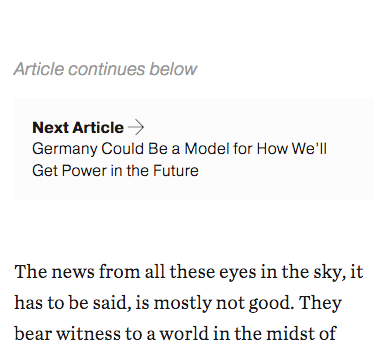 Article continues below
Next Article →
Germany Could Be a Model for How We'll
Get Power in the Future
The news from all these eyes in the sky, it
has to be said, is mostly not good. They
bear witness to a world in the midst of